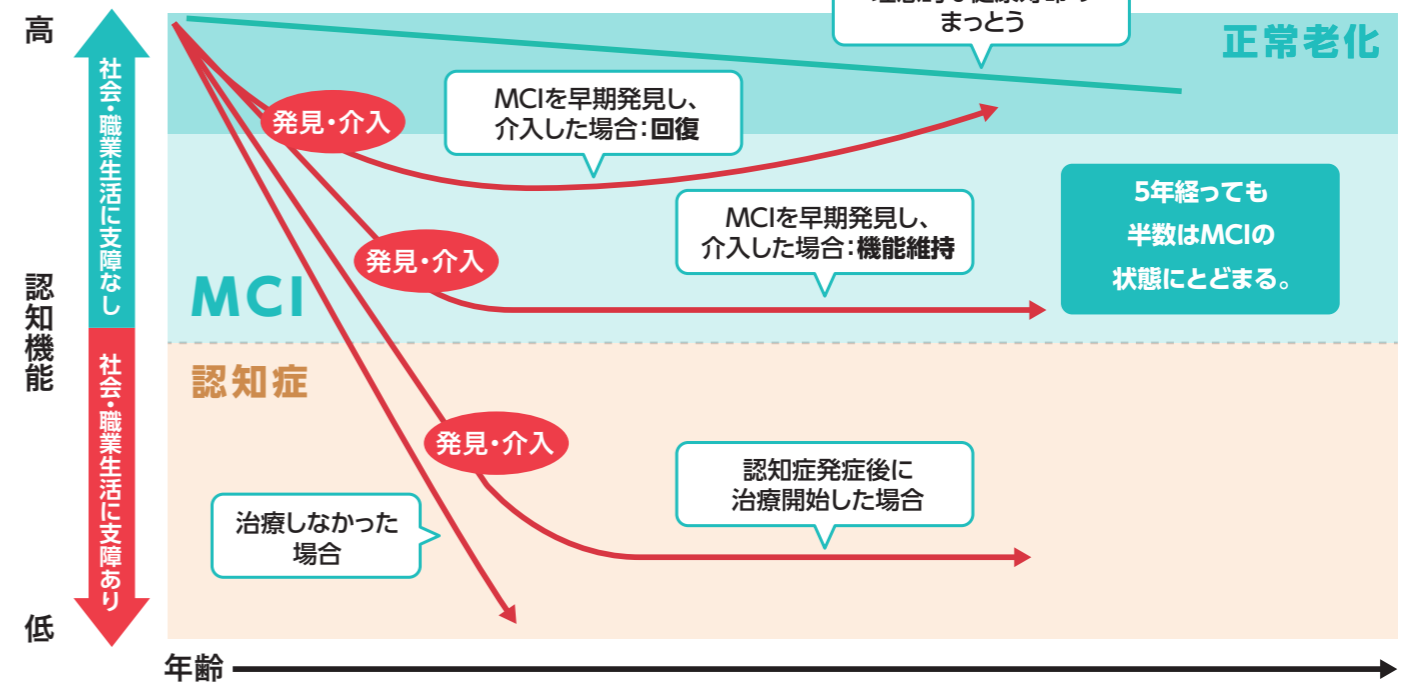 高
社会・職業生活に支障なし
認知機能
社会・職業生活に支障あり
低
まっとう
正常老化
発見・介入
MCIを早期発見し、
介入した場合:回復
発見・介入
MCIを早期発見し、
介入した場合:機能維持
5年経っても
半数はMCIの
状態にとどまる。
MCI
認知症
発見・介入
認知症発症後に
治療開始した場合
治療しなかった
場合
年齢